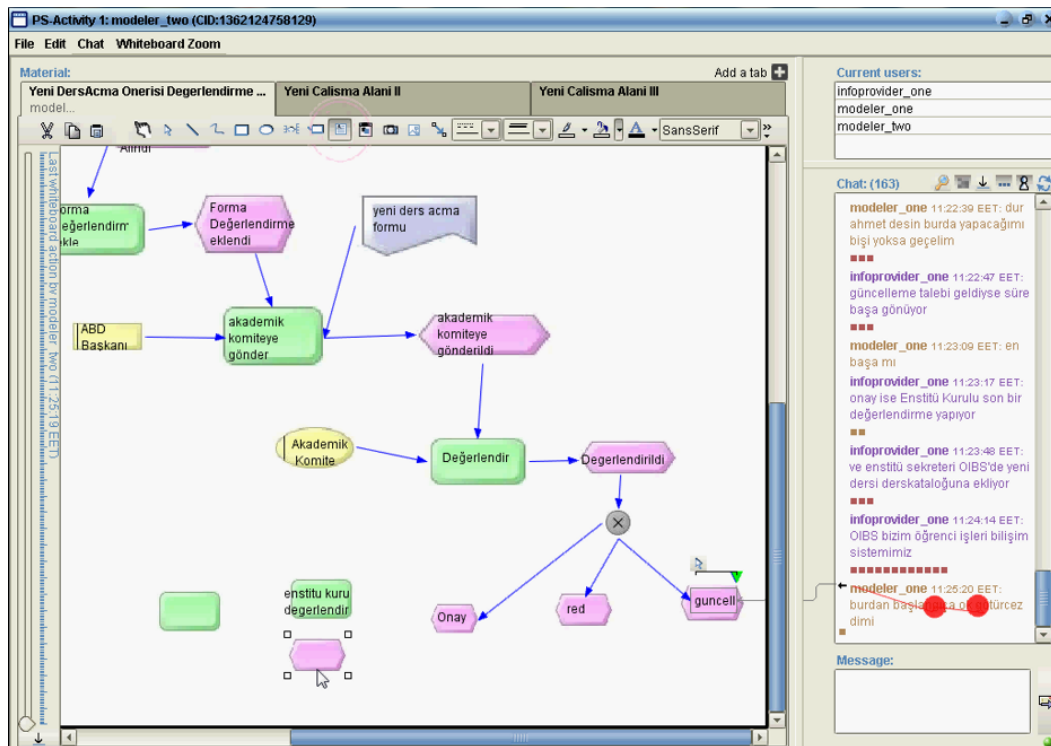 PS-Activity 1: modeler_two (CID:1362124758129)
File Edit Chat Whiteboard Zoom
Material:
Add a tab
Yeni DersAcma Onerisi Degerlendirme ...
model...
Yeni Calisma Alani II
Yeni Calisma Alani III
SansSerif
Last whiteboard action by modeler_two (11:25:19 EET)
Alindi
orma
eğerlendirm
ekle
Forma
Değerlendirme
eklendi
yeni ders acma
formu
ABD
Başkanı
akademik
komiteye
gönder
akademik
komiteye
gönderildi
Akademik
Komite
Değerlendir
Degerlendirildi
enstitu kuru
degerlendir
Onay
red
guncell
Current users:
infoprovider_one
modeler_one
modeler_two
Chat: (163)
modeler_one 11:22:39 EET: dur
ahmet desin burda yapacağımı
bişi yoksa geçelim
infoprovider_one 11:22:47 EET:
güncelleme talebi geldiyse süre
başa gönüyor
modeler_one 11:23:09 EET: en
başa mı
infoprovider_one 11:23:17 EET:
onay ise Enstitü Kurulu son bir
değerlendirme yapıyor
infoprovider_one 11:23:48 EET:
ve enstitü sekreteri OIBS'de yeni
dersi derskataloğuna ekliyor
infoprovider_one 11:24:14 EET:
OIBS bizim öğrenci işleri bilişim
sistemimiz
modeler_one 11:25:20 EET:
burdan
dimi
Message: